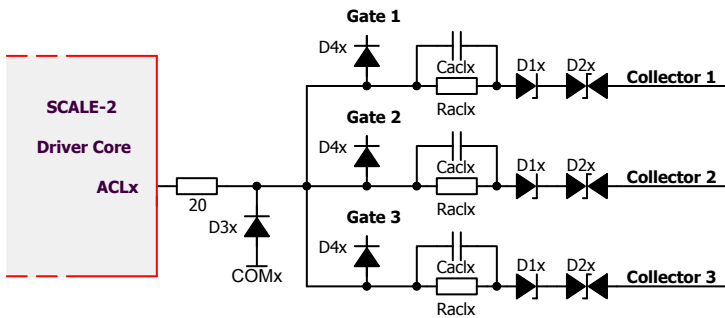 Gate 1
D4x
Caclx
Raclx
D1x
D2x
Collector 1
SCALE-2
Driver Core
ACLx
20
D3x
COMx
Gate 2
D4x
Caclx
Raclx
D1x
D2x
Collector 2
Gate 3
D4x
Caclx
Raclx
D1x
D2x
Collector 3